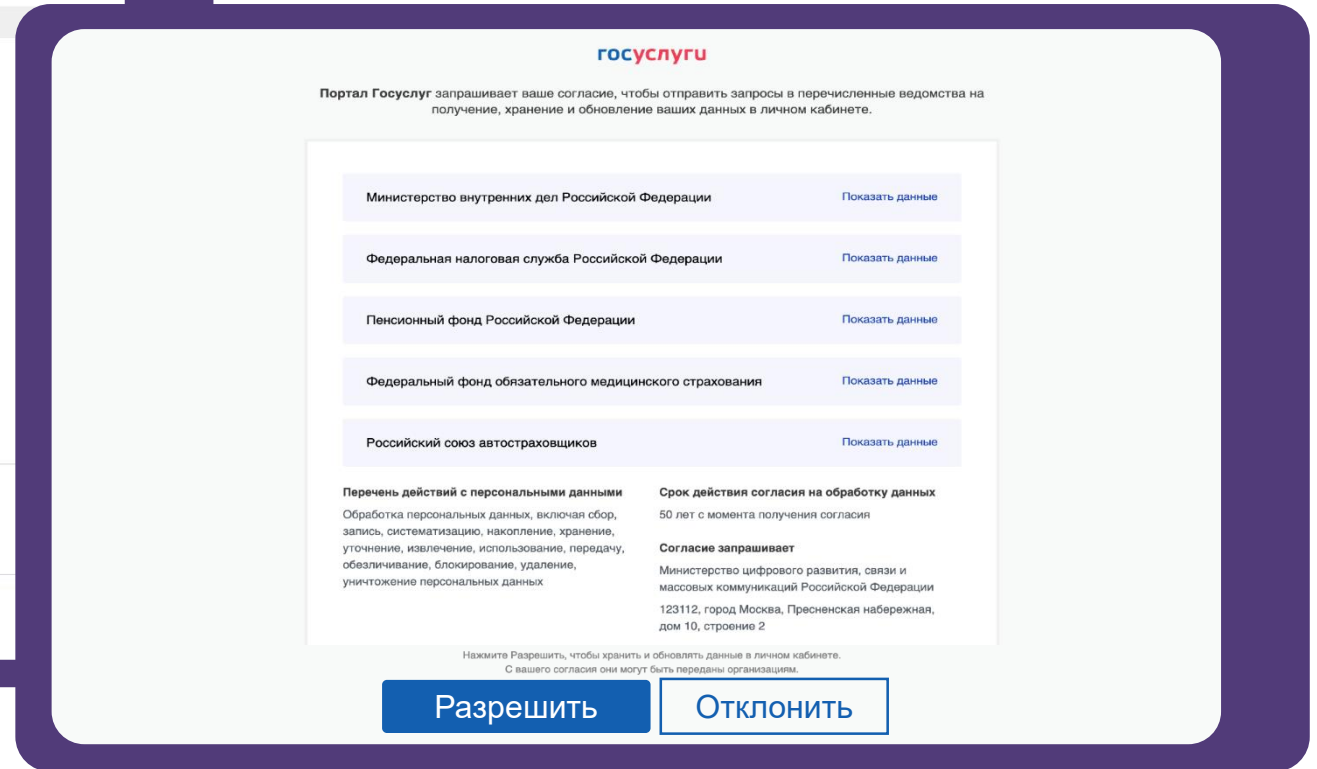 госуслуги
Портал Госуслуг запрашивает ваше согласие, чтобы отправить запросы в перечисленные ведомства на
получение, хранение и обновление ваших данных в личном кабинете.
Министерство внутренних дел Российской Федерации
Показать данные
Федеральная налоговая служба Российской Федерации
Показать данные
Пенсионный фонд Российской Федерации
Показать данные
Федеральный фонд обязательного медицинского страхования
Показать данные
Российский союз автостраховщиков
Показать данные
Перечень действий с персональными данными
Обработка персональных данных, включая сбор,
запись, систематизацию, накопление, хранение,
уточнение, извлечение, использование, передачу,
обезличивание, блокирование, удаление,
уничтожение персональных данных
Срок действия согласия на обработку данных
50 лет с момента получения согласия
Согласие запрашивает
Министерство цифрового развития, связи и
массовых коммуникаций Российской Федерации
123112, город Москва, Пресненская набережная,
дом 10, строение 2
Нажмите Разрешить, чтобы хранить и обновлять данные в личном кабинете.
С вашего согласия они могут быть переданы организациям.
Разрешить
Отклонить